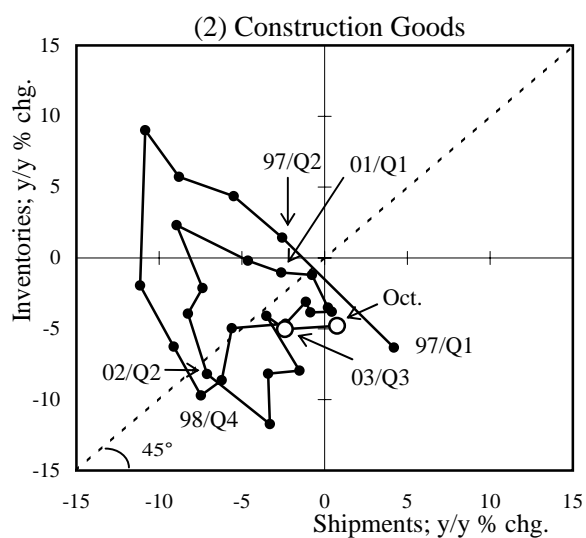 (2) Construction Goods
15
10
5
0
-5
-10
-15
Inventories; y/y % chg.
97/Q2
01/Q1
Oct.
97/Q1
03/Q3
02/Q2
98/Q4
45°
-15
-10
-5
0
5
10
15
Shipments; y/y % chg.